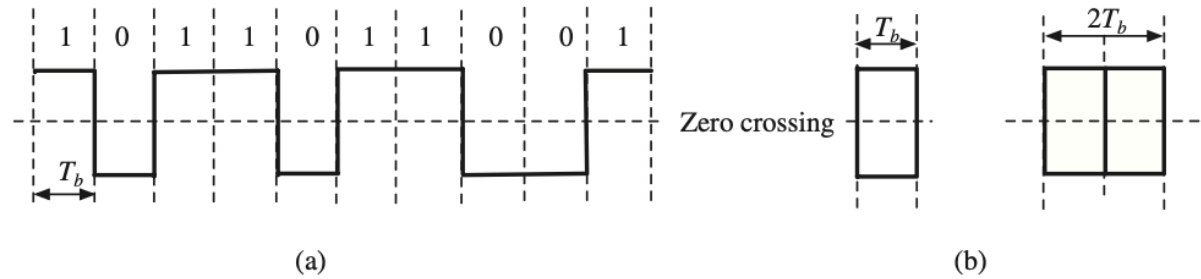 1 0 1 1 0 1 1 0 0 1
T_b
Zero crossing
T_b
2T_b
(a)
(b)